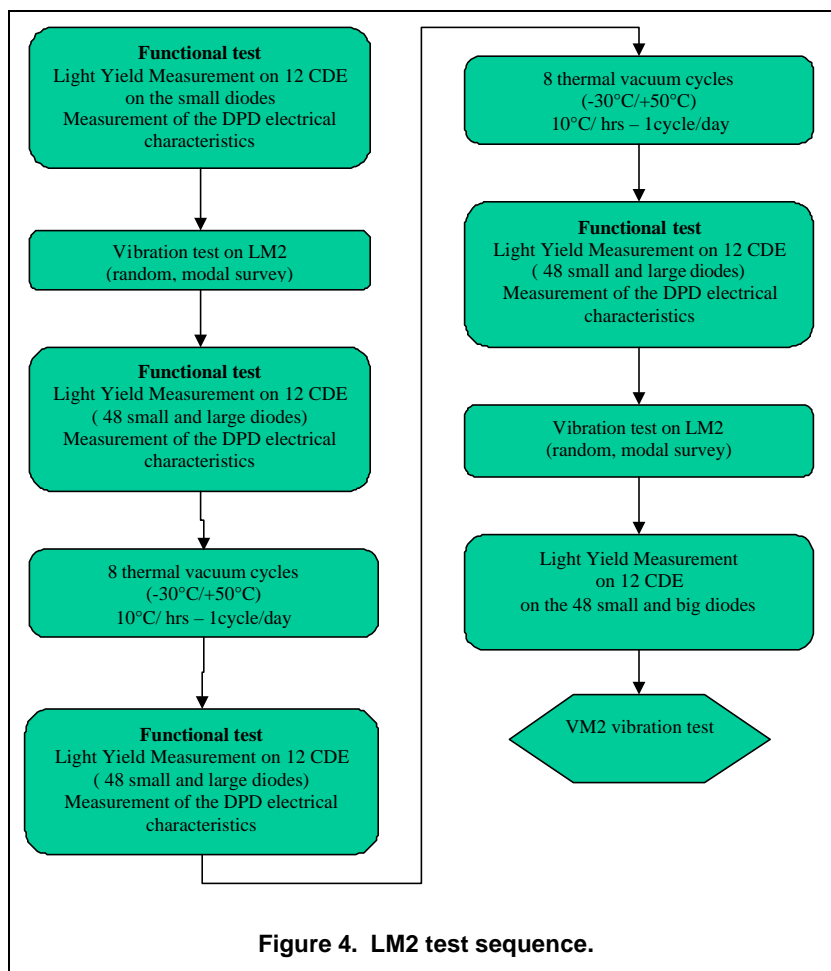 Functional test
Light Yield Measurement on 12 CDE
on the small diodes
Measurement of the DPD electrical
characteristics
Vibration test on LM2
(random, modal survey)
Functional test
Light Yield Measurement on 12 CDE
( 48 small and large diodes)
Measurement of the DPD electrical
characteristics
8 thermal vacuum cycles
(-30°C/+50°C)
10°C/ hrs – 1cycle/day
Functional test
Light Yield Measurement on 12 CDE
( 48 small and large diodes)
Measurement of the DPD electrical
characteristics
8 thermal vacuum cycles
(-30°C/+50°C)
10°C/ hrs – 1cycle/day
Functional test
Light Yield Measurement on 12 CDE
( 48 small and large diodes)
Measurement of the DPD electrical
characteristics
Vibration test on LM2
(random, modal survey)
Light Yield Measurement
on 12 CDE
on the 48 small and big diodes
VM2 vibration test
Figure 4. LM2 test sequence.